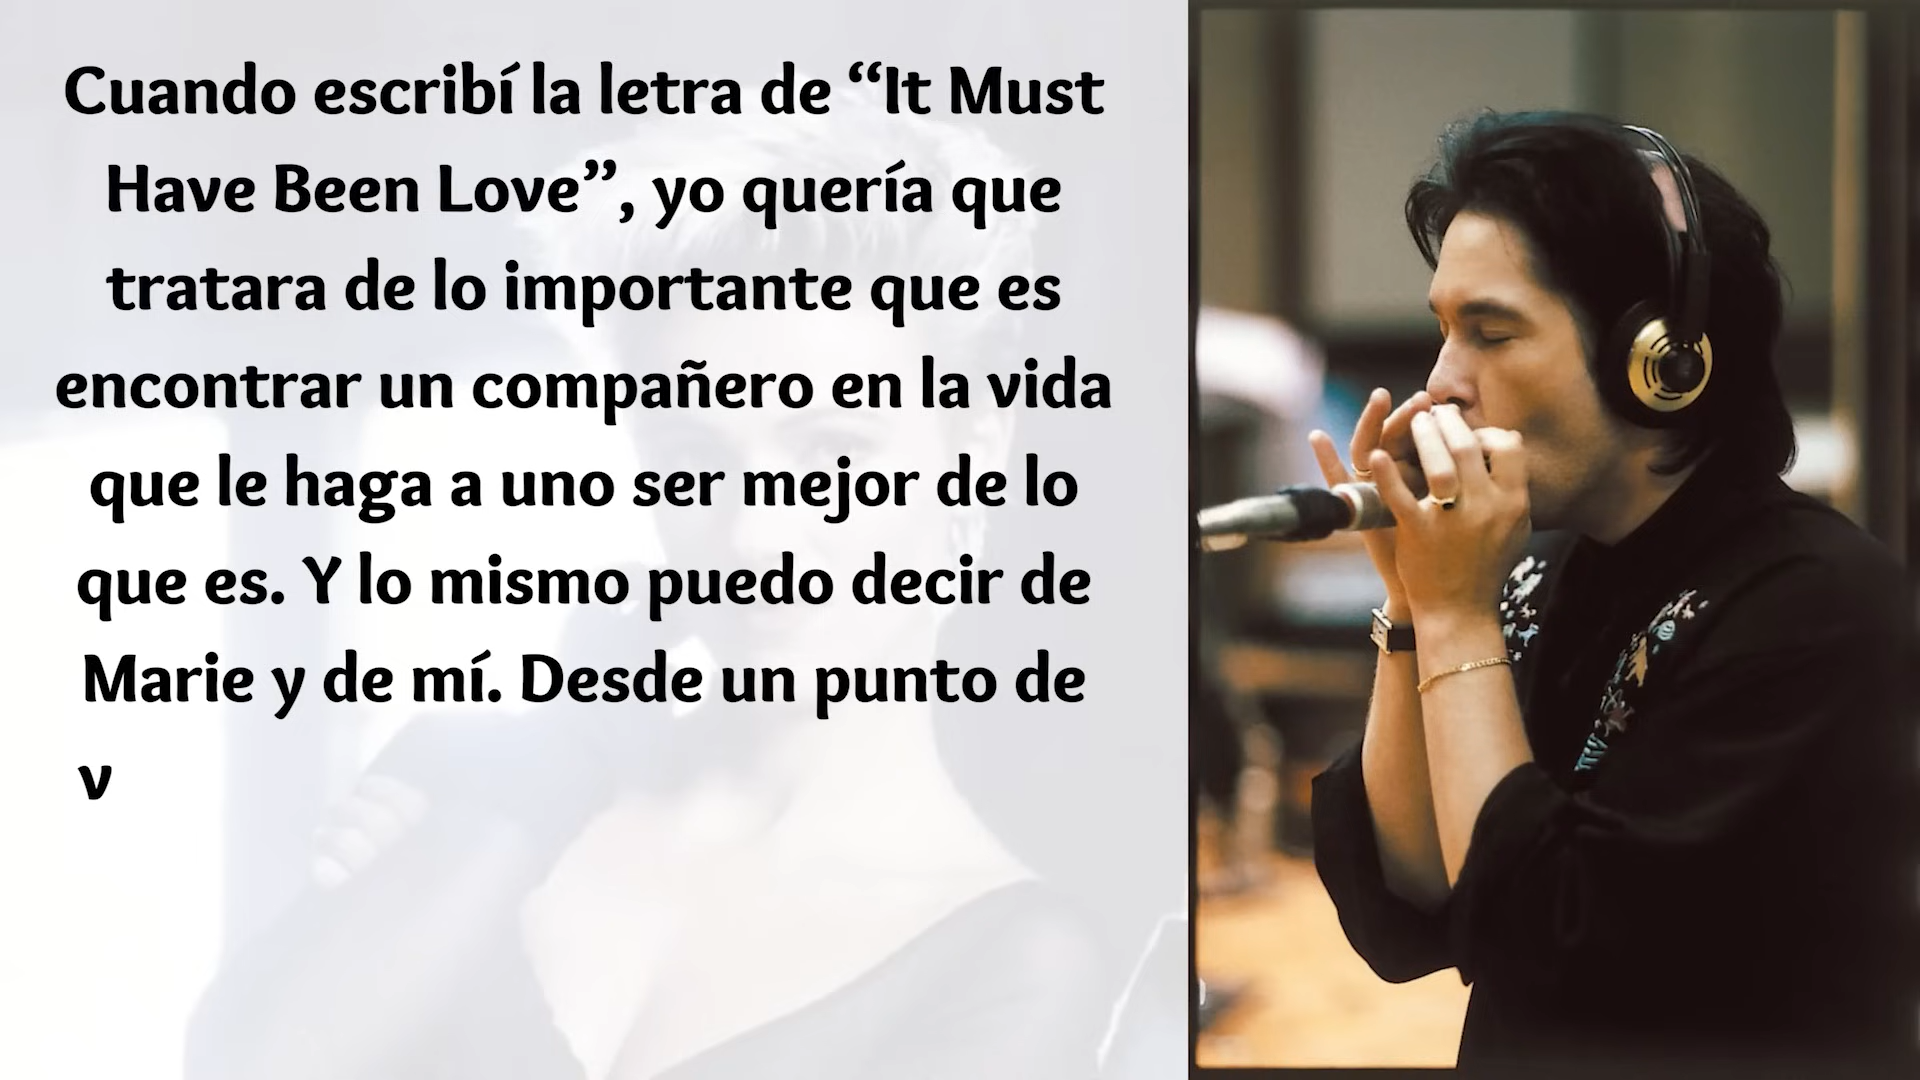 Cuando escribí la letra de “It Must
Have Been Love”, yo quería que
tratara de lo importante que es
encontrar un compañero en la vida
que le haga a uno ser mejor de lo
que es. Y lo mismo puedo decir de
Marie y de mí. Desde un punto de
v